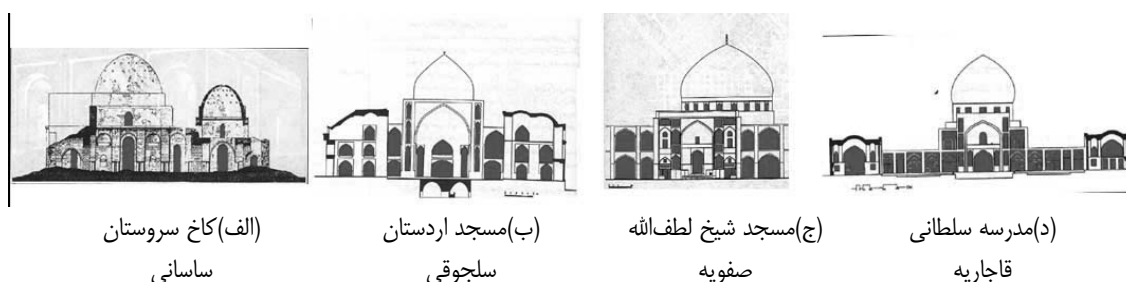 (الف)کاخ سروستان
ساسانی
(ب)مسجد اردستان
سلجوقی
(ج)مسجد شیخ لطف‌الله
صفویه
(د)مدرسه سلطانی
قاجاریه